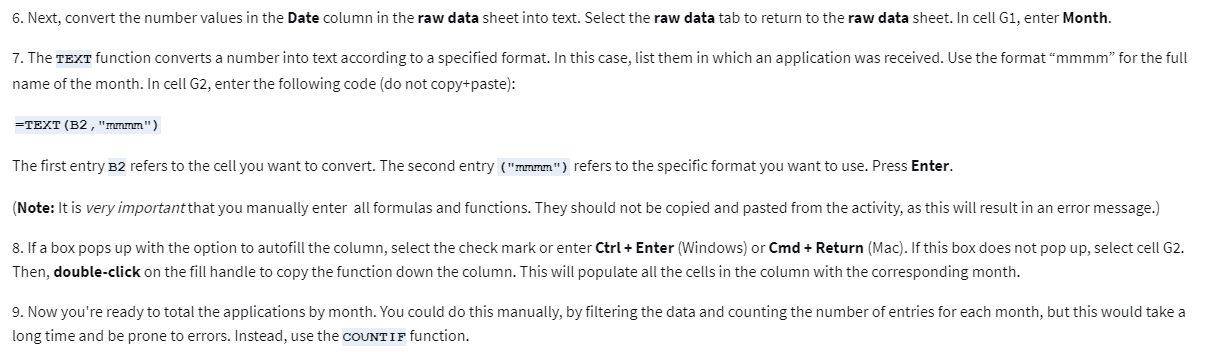 6. Next, convert the number values in the Date column in the raw data sheet into text. Select the raw data tab to return to the raw data sheet. In cell G1, enter Month.
7. The TEXT function converts a number into text according to a specified format. In this case, list them in which an application was received. Use the format “mmmm” for the full
name of the month. In cell G2, enter the following code (do not copy+paste):
=TEXT(B2,"mmmm")
The first entry B2 refers to the cell you want to convert. The second entry ("mmmm") refers to the specific format you want to use. Press Enter.
(Note: It is very important that you manually enter all formulas and functions. They should not be copied and pasted from the activity, as this will result in an error message.)
8. If a box pops up with the option to autofill the column, select the check mark or enter Ctrl + Enter (Windows) or Cmd + Return (Mac). If this box does not pop up, select cell G2.
Then, double-click on the fill handle to copy the function down the column. This will populate all the cells in the column with the corresponding month.
9. Now you're ready to total the applications by month. You could do this manually, by filtering the data and counting the number of entries for each month, but this would take a
long time and be prone to errors. Instead, use the COUNTIF function.